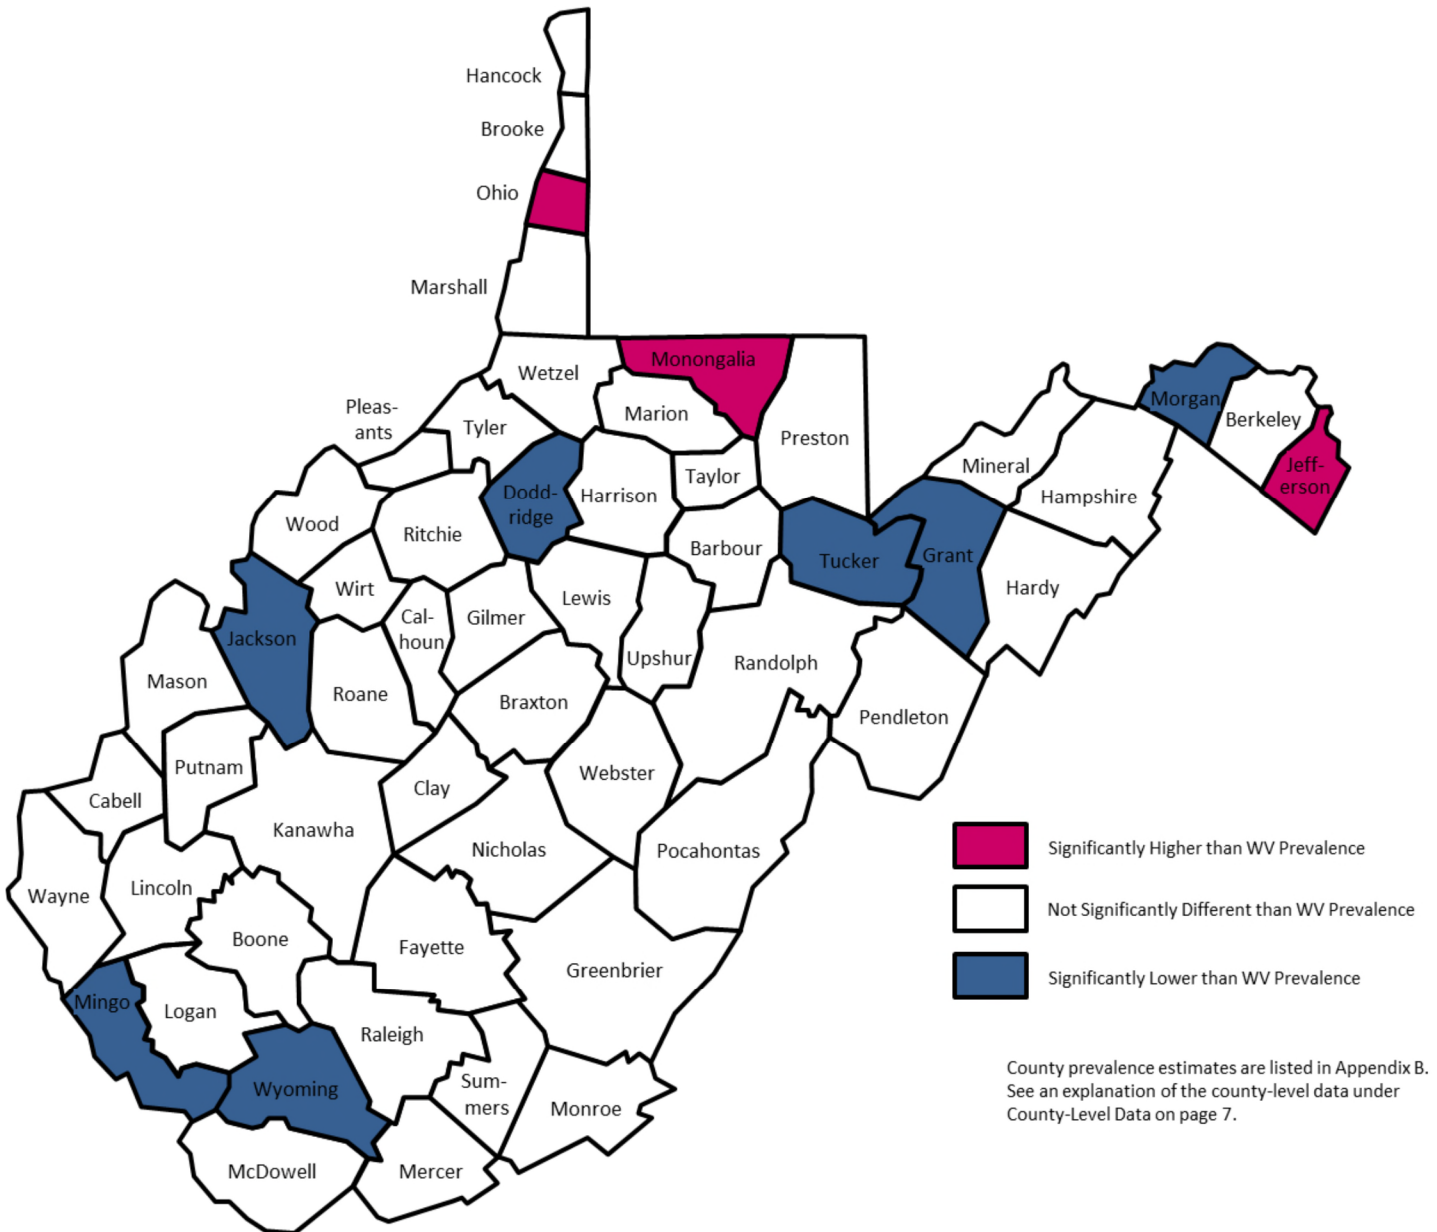 Hancock
Brooke
Ohio
Marshall
Wetzel
Monongalia
Marion
Preston
Pleas-
ants
Tyler
Dodd-
ridge
Harrison
Taylor
Mineral
Hampshire
Morgan
Berkeley
Jeff-
erson
Wood
Ritchie
Barbour
Tucker
Grant
Hardy
Wirt
Cal-
houn
Gilmer
Lewis
Upshur
Randolph
Jackson
Mason
Roane
Braxton
Pendleton
Putnam
Cabell
Clay
Webster
Kanawha
Nicholas
Pocahontas
Wayne
Lincoln
Boone
Fayette
Greenbrier
Mingo
Logan
Raleigh
Wyoming
Sum-
mers
Monroe
McDowell
Mercer
Significantly Higher than WV Prevalence
Not Significantly Different than WV Prevalence
Significantly Lower than WV Prevalence
County prevalence estimates are listed in Appendix B.
See an explanation of the county-level data under
County-Level Data on page 7.